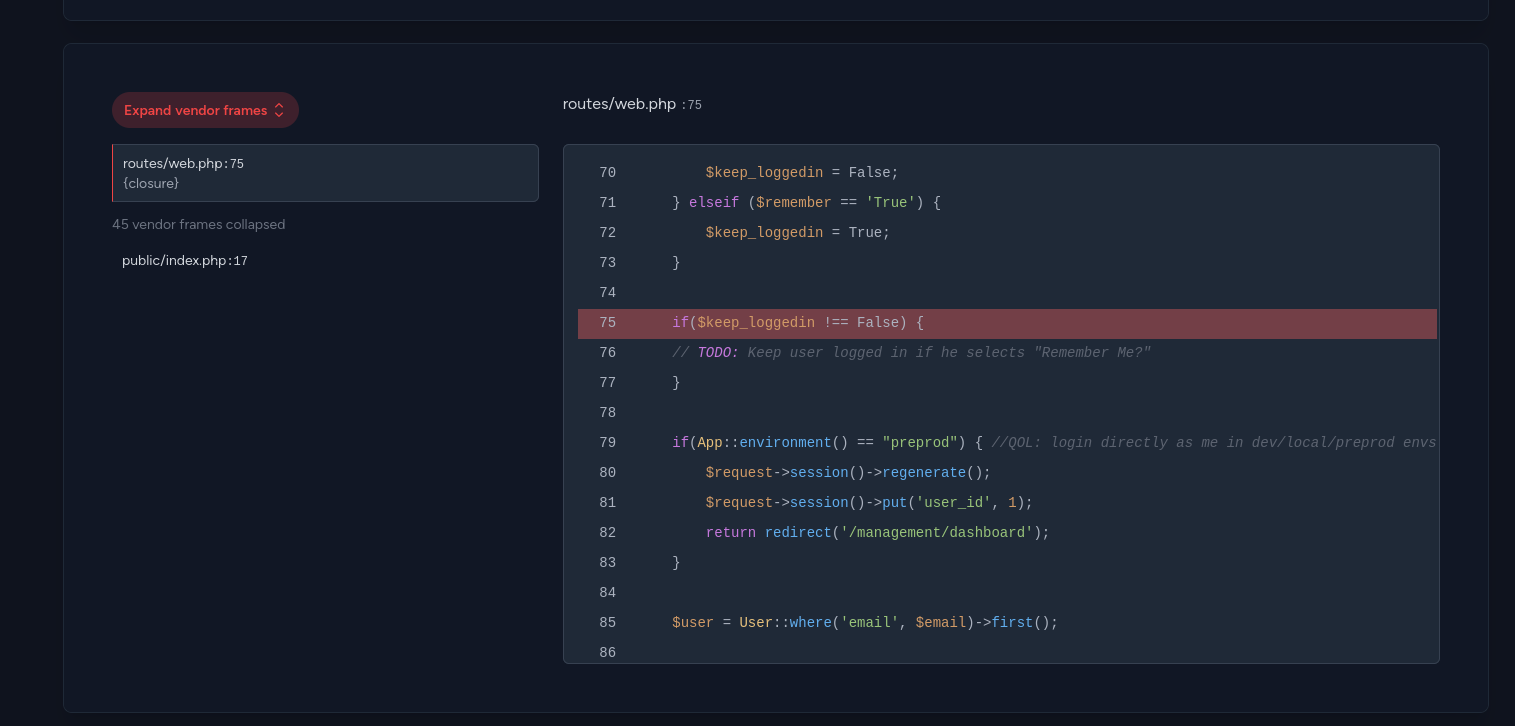 Expand vendor frames
routes/web.php:75
{closure}
45 vendor frames collapsed
public/index.php:17
routes/web.php :75
70 $keep_loggedin = False;
71 } elseif ($remember == 'True') {
72 $keep_loggedin = True;
73 }
74
75 if($keep_loggedin !== False) {
76 // TODO: Keep user logged in if he selects "Remember Me?"
77 }
78
79 if(App::environment() == "preprod") { //QOL: login directly as me in dev/local/preprod envs
80 $request->session()->regenerate();
81 $request->session()->put('user_id', 1);
82 return redirect('/management/dashboard');
83 }
84
85 $user = User::where('email', $email)->first();
86